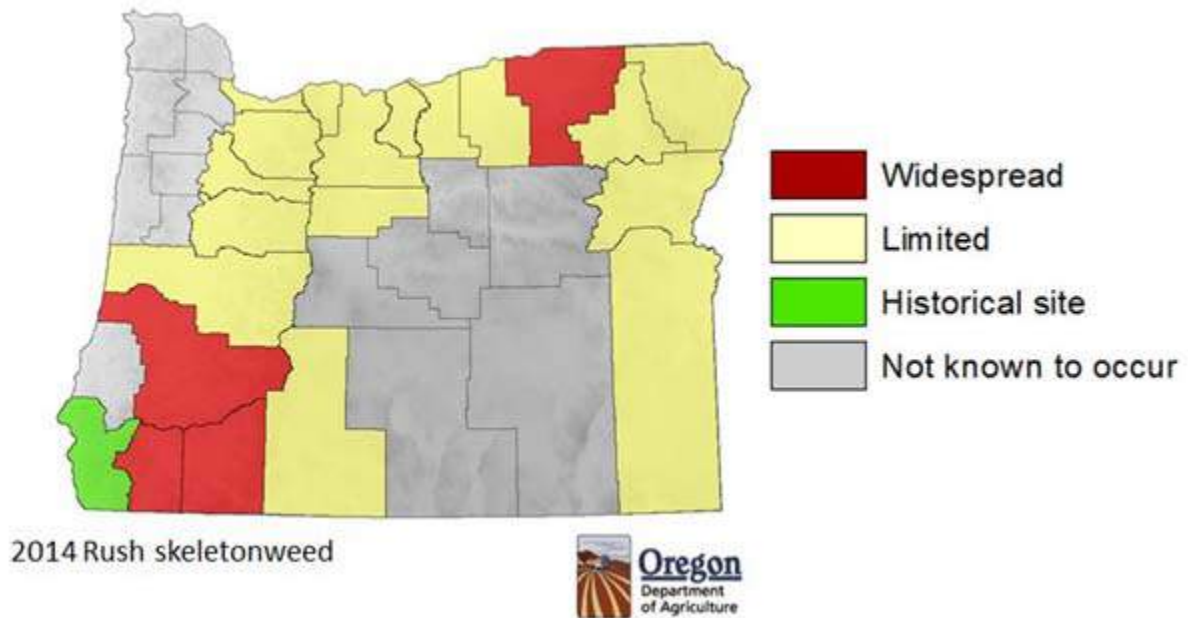 Widespread
Limited
Historical site
Not known to occur
2014 Rush skeletonweed
Oregon
Department
of Agriculture